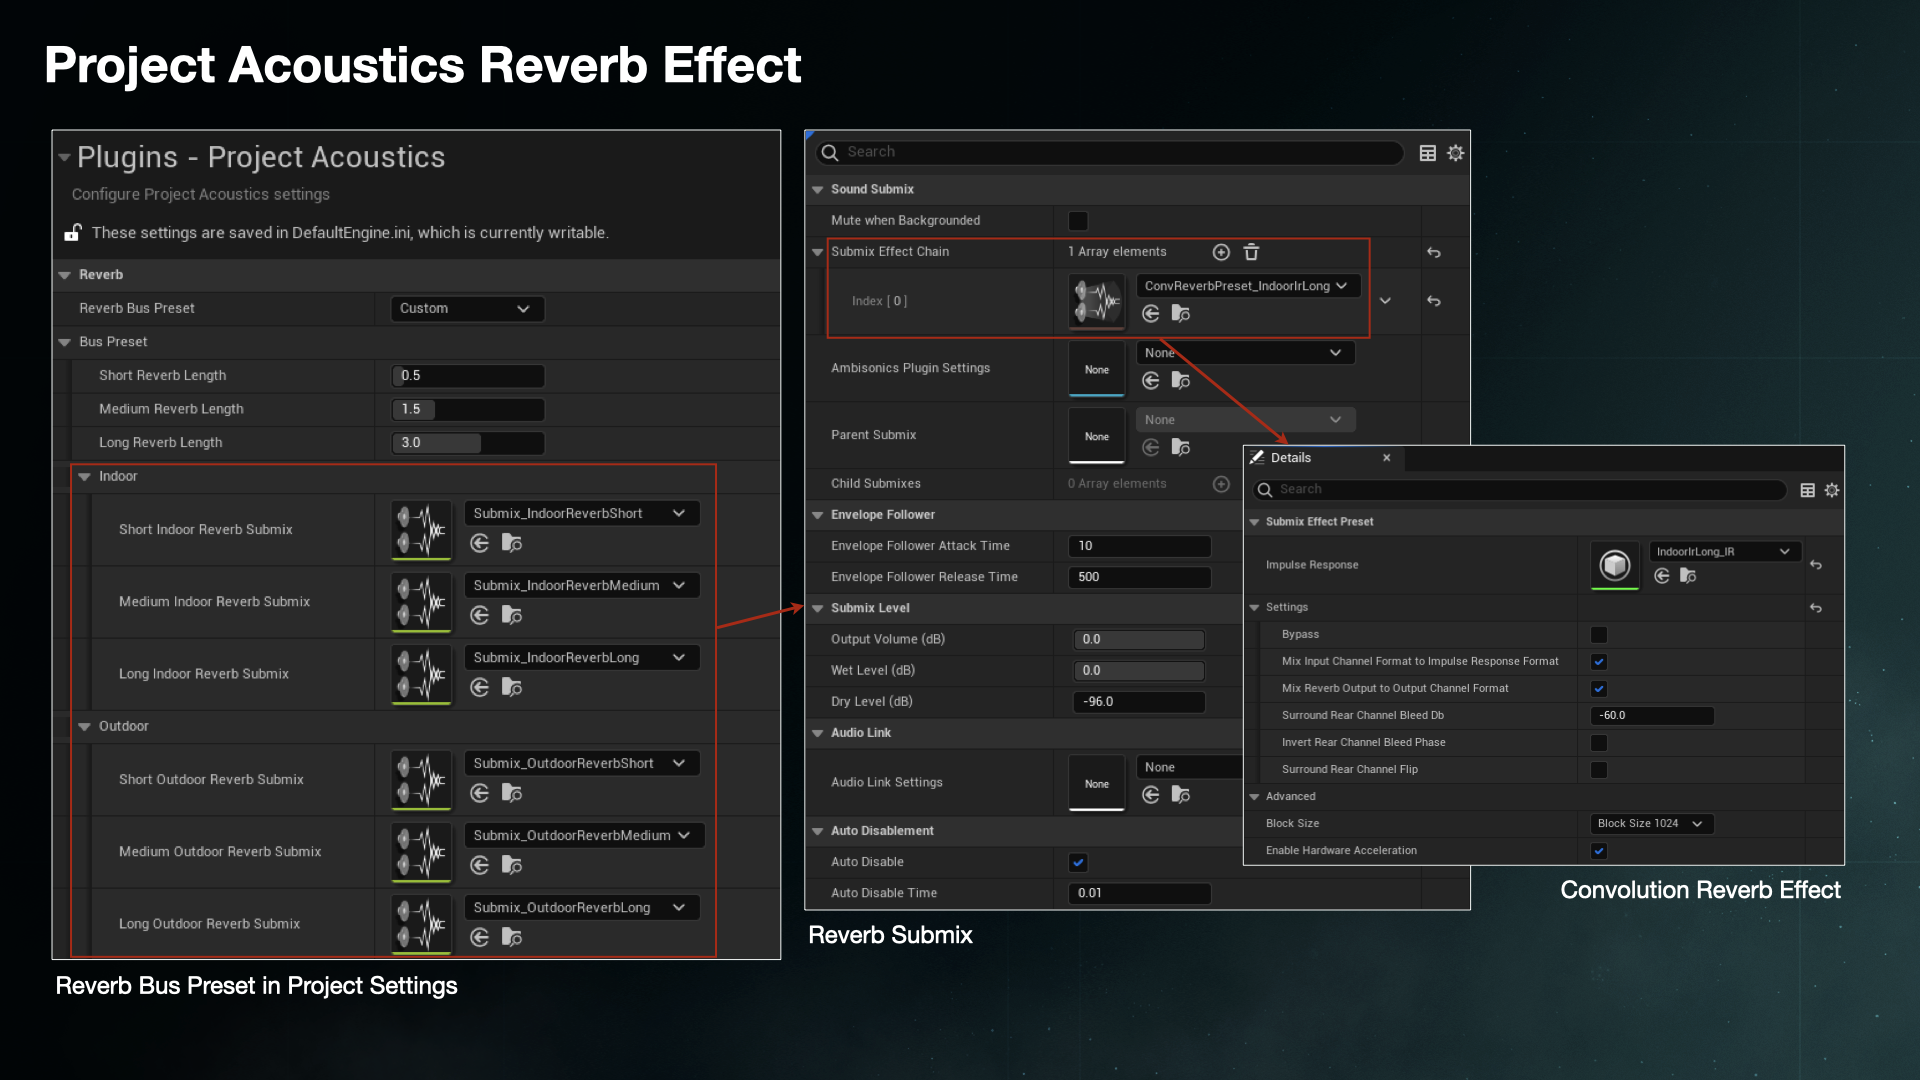 Project Acoustics Reverb Effect
Plugins - Project Acoustics
Configure Project Acoustics settings
These settings are saved in DefaultEngine.ini, which is currently writable.
Reverb
Reverb Bus Preset Custom
Bus Preset
Short Reverb Length 0.5
Medium Reverb Length 1.5
Long Reverb Length 3.0
Indoor
Short Indoor Reverb Submix Submix_IndoorReverbShort
Medium Indoor Reverb Submix Submix_IndoorReverbMedium
Long Indoor Reverb Submix Submix_IndoorReverbLong
Outdoor
Short Outdoor Reverb Submix Submix_OutdoorReverbShort
Medium Outdoor Reverb Submix Submix_OutdoorReverbMedium
Long Outdoor Reverb Submix Submix_OutdoorReverbLong
Reverb Bus Preset in Project Settings
Search
Sound Submix
Mute when Backgrounded
Submix Effect Chain 1 Array elements
Index [ 0 ] ConvReverbPreset_IndoorIrLong
Ambisonics Plugin Settings None None
Parent Submix None None
Child Submixes 0 Array elements
Envelope Follower
Envelope Follower Attack Time 10
Envelope Follower Release Time 500
Submix Level
Output Volume (dB) 0.0
Wet Level (dB) 0.0
Dry Level (dB) -96.0
Audio Link
Audio Link Settings None None
Auto Disablement
Auto Disable
Auto Disable Time 0.01
Reverb Submix
Details
Search
Submix Effect Preset
Impulse Response IndoorIrLong_IR
Settings
Bypass
Mix Input Channel Format to Impulse Response Format
Mix Reverb Output to Output Channel Format
Surround Rear Channel Bleed Db -60.0
Invert Rear Channel Bleed Phase
Surround Rear Channel Flip
Advanced
Block Size Block Size 1024
Enable Hardware Acceleration
Convolution Reverb Effect